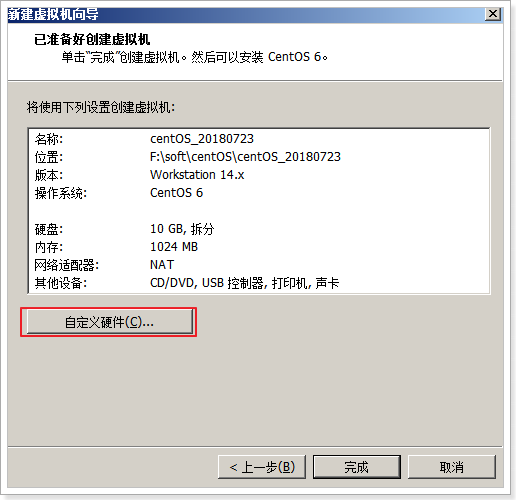 新建虚拟机向导
已准备好创建虚拟机
单击“完成”创建虚拟机。然后可以安装 CentOS 6。
将使用下列设置创建虚拟机:
名称: centOS_20180723
位置: F:\soft\centOS\centOS_20180723
版本: Workstation 14.x
操作系统: CentOS 6
硬盘: 10 GB, 拆分
内存: 1024 MB
网络适配器: NAT
其他设备: CD/DVD, USB 控制器, 打印机, 声卡
自定义硬件(C)...
< 上一步(B) 完成 取消